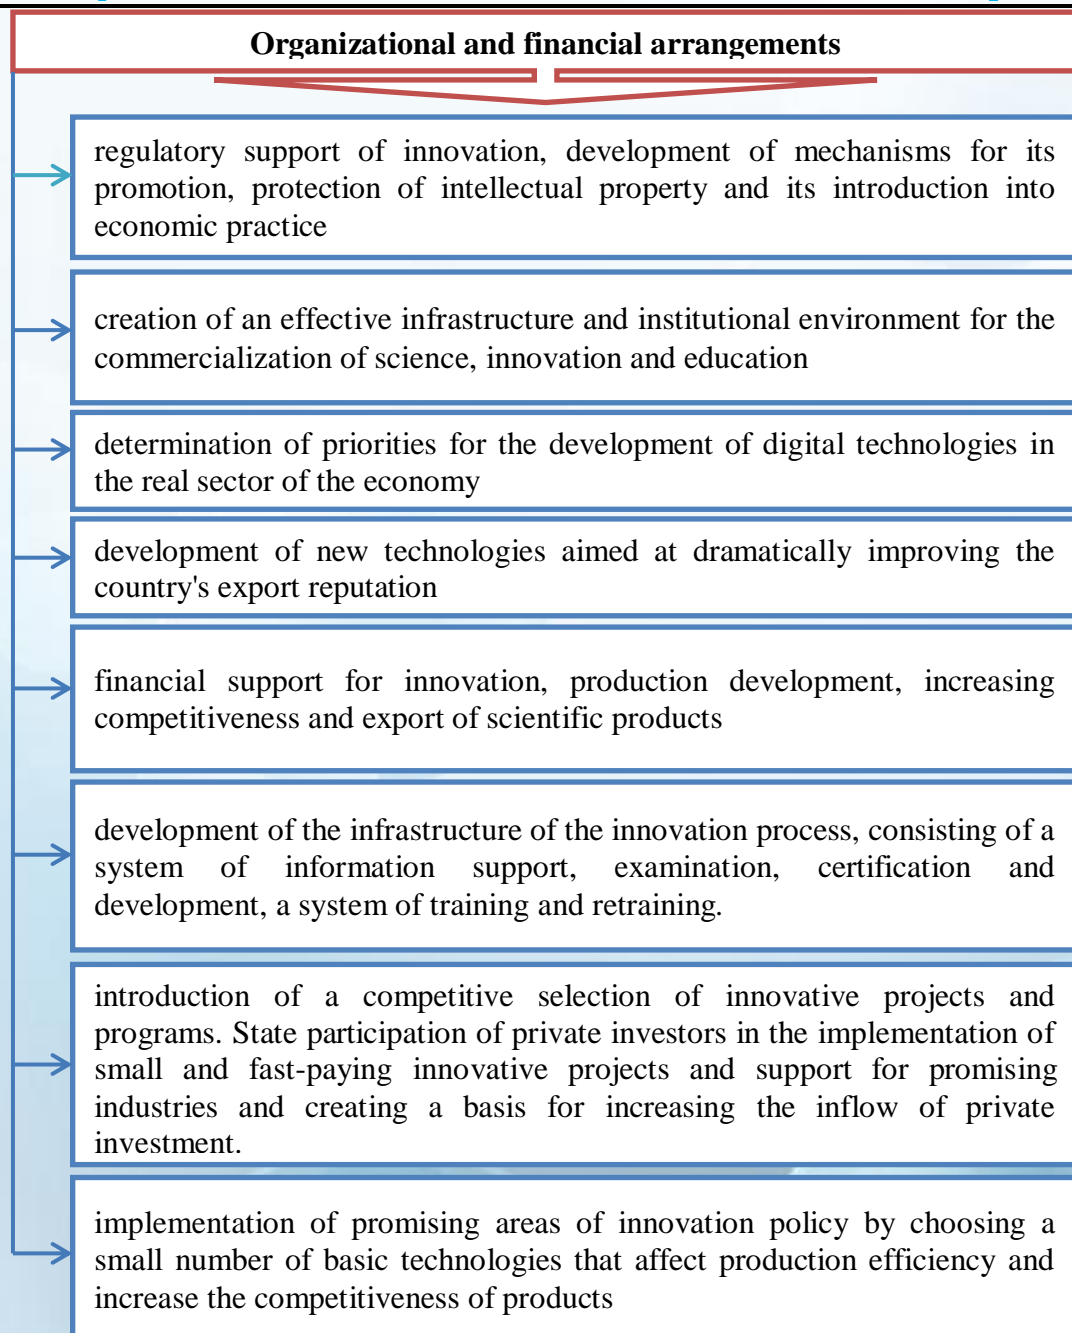 Organizational and financial arrangements
regulatory support of innovation, development of mechanisms for its
promotion, protection of intellectual property and its introduction into
economic practice
creation of an effective infrastructure and institutional environment for the
commercialization of science, innovation and education
determination of priorities for the development of digital technologies in
the real sector of the economy
development of new technologies aimed at dramatically improving the
country's export reputation
financial support for innovation, production development, increasing
competitiveness and export of scientific products
development of the infrastructure of the innovation process, consisting of a
system of information support, examination, certification and
development, a system of training and retraining.
introduction of a competitive selection of innovative projects and
programs. State participation of private investors in the implementation of
small and fast-paying innovative projects and support for promising
industries and creating a basis for increasing the inflow of private
investment.
implementation of promising areas of innovation policy by choosing a
small number of basic technologies that affect production efficiency and
increase the competitiveness of products